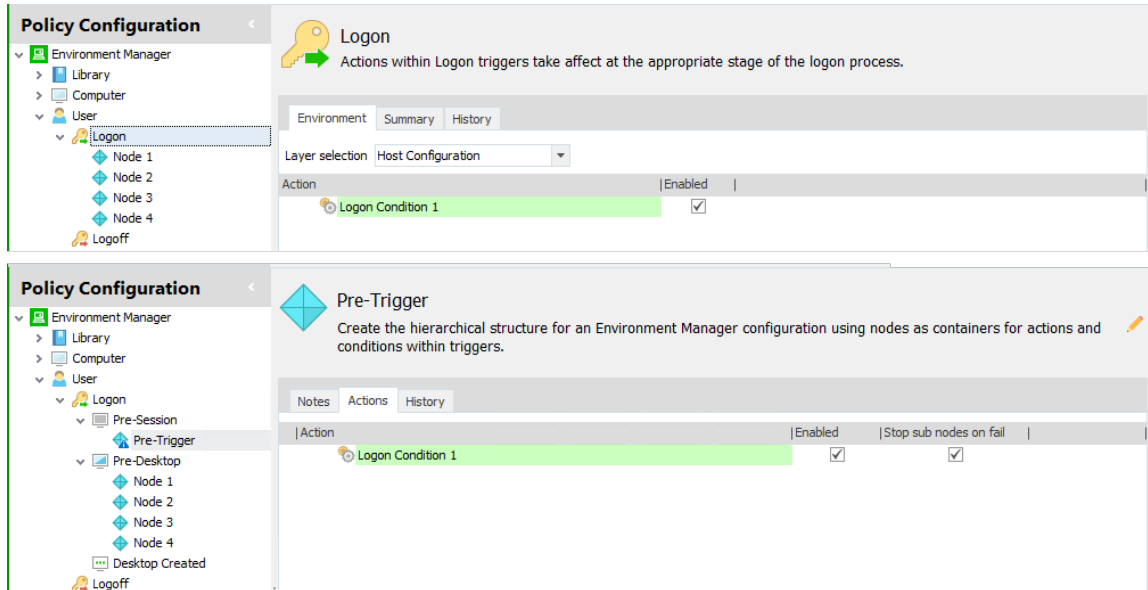 Policy Configuration
Environment Manager
Library
Computer
User
Logon
Node 1
Node 2
Node 3
Node 4
Logoff
Logon
Actions within Logon triggers take affect at the appropriate stage of the logon process.
Environment Summary History
Layer selection Host Configuration
Action Enabled
Logon Condition 1
Policy Configuration
Environment Manager
Library
Computer
User
Logon
Pre-Session
Pre-Trigger
Pre-Desktop
Node 1
Node 2
Node 3
Node 4
Desktop Created
Logoff
Pre-Trigger
Create the hierarchical structure for an Environment Manager configuration using nodes as containers for actions and
conditions within triggers.
Notes Actions History
Action Enabled Stop sub nodes on fail
Logon Condition 1